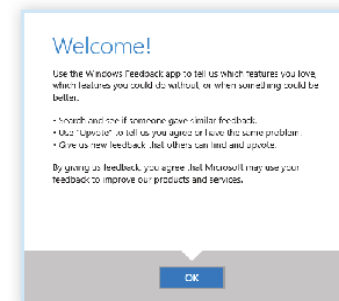 Welcome!
Use the Windows Feedback app to tell us which features you love,
which features you could do without, or when something could be
better.
• Search and see if someone gave similar feedback.
• Use "Upvote" to tell us you agree or have the same problem.
• Give us new feedback that others can find and upvote.
By giving us feedback, you agree that Microsoft may use your
feedback to improve our products and services.
OK